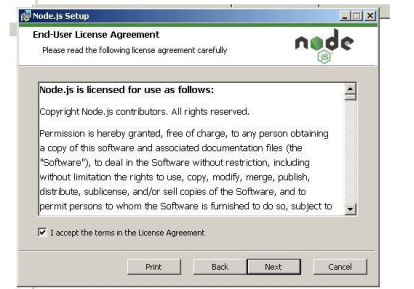 Node.js Setup
End-User License Agreement
Please read the following license agreement carefully
node
JS
Node.js is licensed for use as follows:
Copyright Node.js contributors. All rights reserved.
Permission is hereby granted, free of charge, to any person obtaining
a copy of this software and associated documentation files (the
"Software"), to deal in the Software without restriction, including
without limitation the rights to use, copy, modify, merge, publish,
distribute, sublicense, and/or sell copies of the Software, and to
permit persons to whom the Software is furnished to do so, subject to
I accept the terms in the License Agreement
Print Back Next Cancel